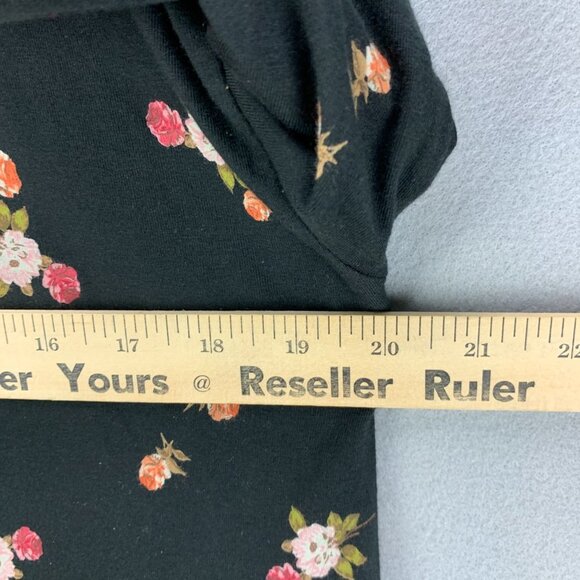 16 17 18 19 20 21 22
er Yours @ Reseller Ruler